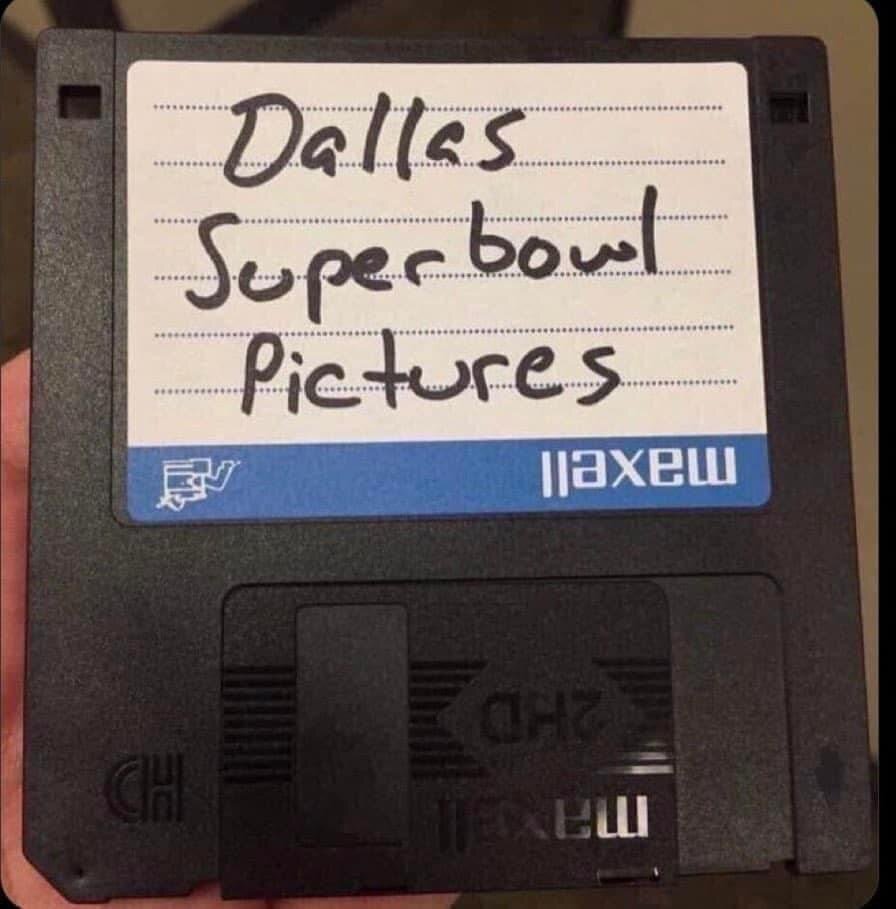 Dallas
Superbowl
Pictures
maxell
2HD
maxell
HD